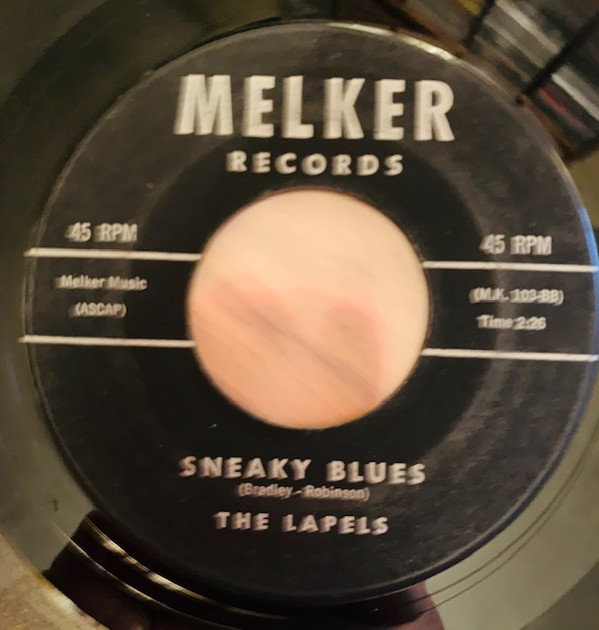 MELKER
RECORDS
45 RPM
Melker Music
(ASCAP)
45 RPM
(M.K. 103-BB)
Time 2:26
SNEAKY BLUES
(Bradley - Robinson)
THE LAPELS